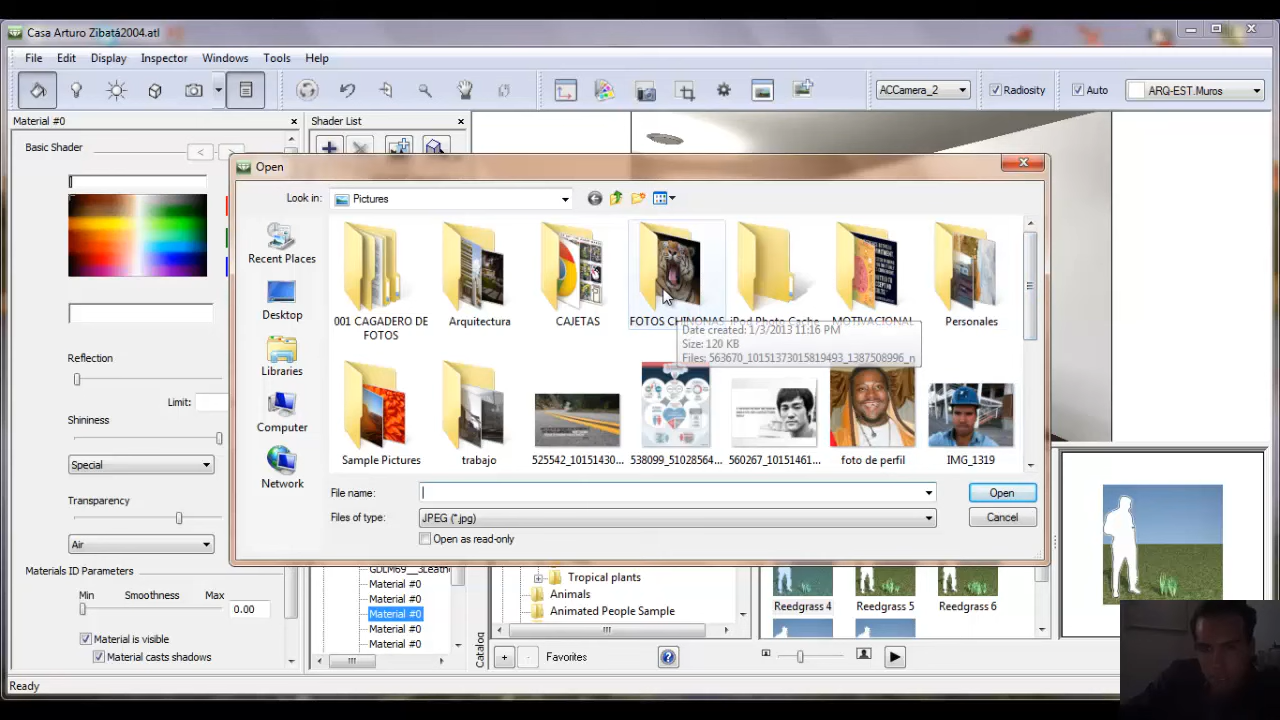 Casa Arturo Zibatá2004.atl
File Edit Display Inspector Windows Tools Help
ACCamera_2 Radiosity Auto ARQ-EST.Muros
Material #0
Shader List
Basic Shader < >
Reflection
Limit:
Shininess
Special
Transparency
Air
Materials ID Parameters
Min Smoothness Max
0.00
Material is visible
Material casts shadows
Open
Look in: Pictures
Recent Places
Desktop
Libraries
Computer
Network
001 CAGADERO DE FOTOS
Arquitectura
CAJETAS
FOTOS CHINONAS
iPod Photo Cache
MOTIVACIONAL
Personales
Date created: 1/3/2013 11:16 PM
Size: 120 KB
Files: 563670_10151373015819493_1387508996_n
Sample Pictures
trabajo
525542_10151430...
538099_51028564...
560267_10151461...
foto de perfil
IMG_1319
File name:
Open
Files of type: JPEG (*.jpg)
Cancel
Open as read-only
GDLM69__3Leath
Material #0
Material #0
Material #0
Material #0
Material #0
Tropical plants
Animals
Animated People Sample
Catalog
+ - Favorites
Reedgrass 4
Reedgrass 5
Reedgrass 6
Ready